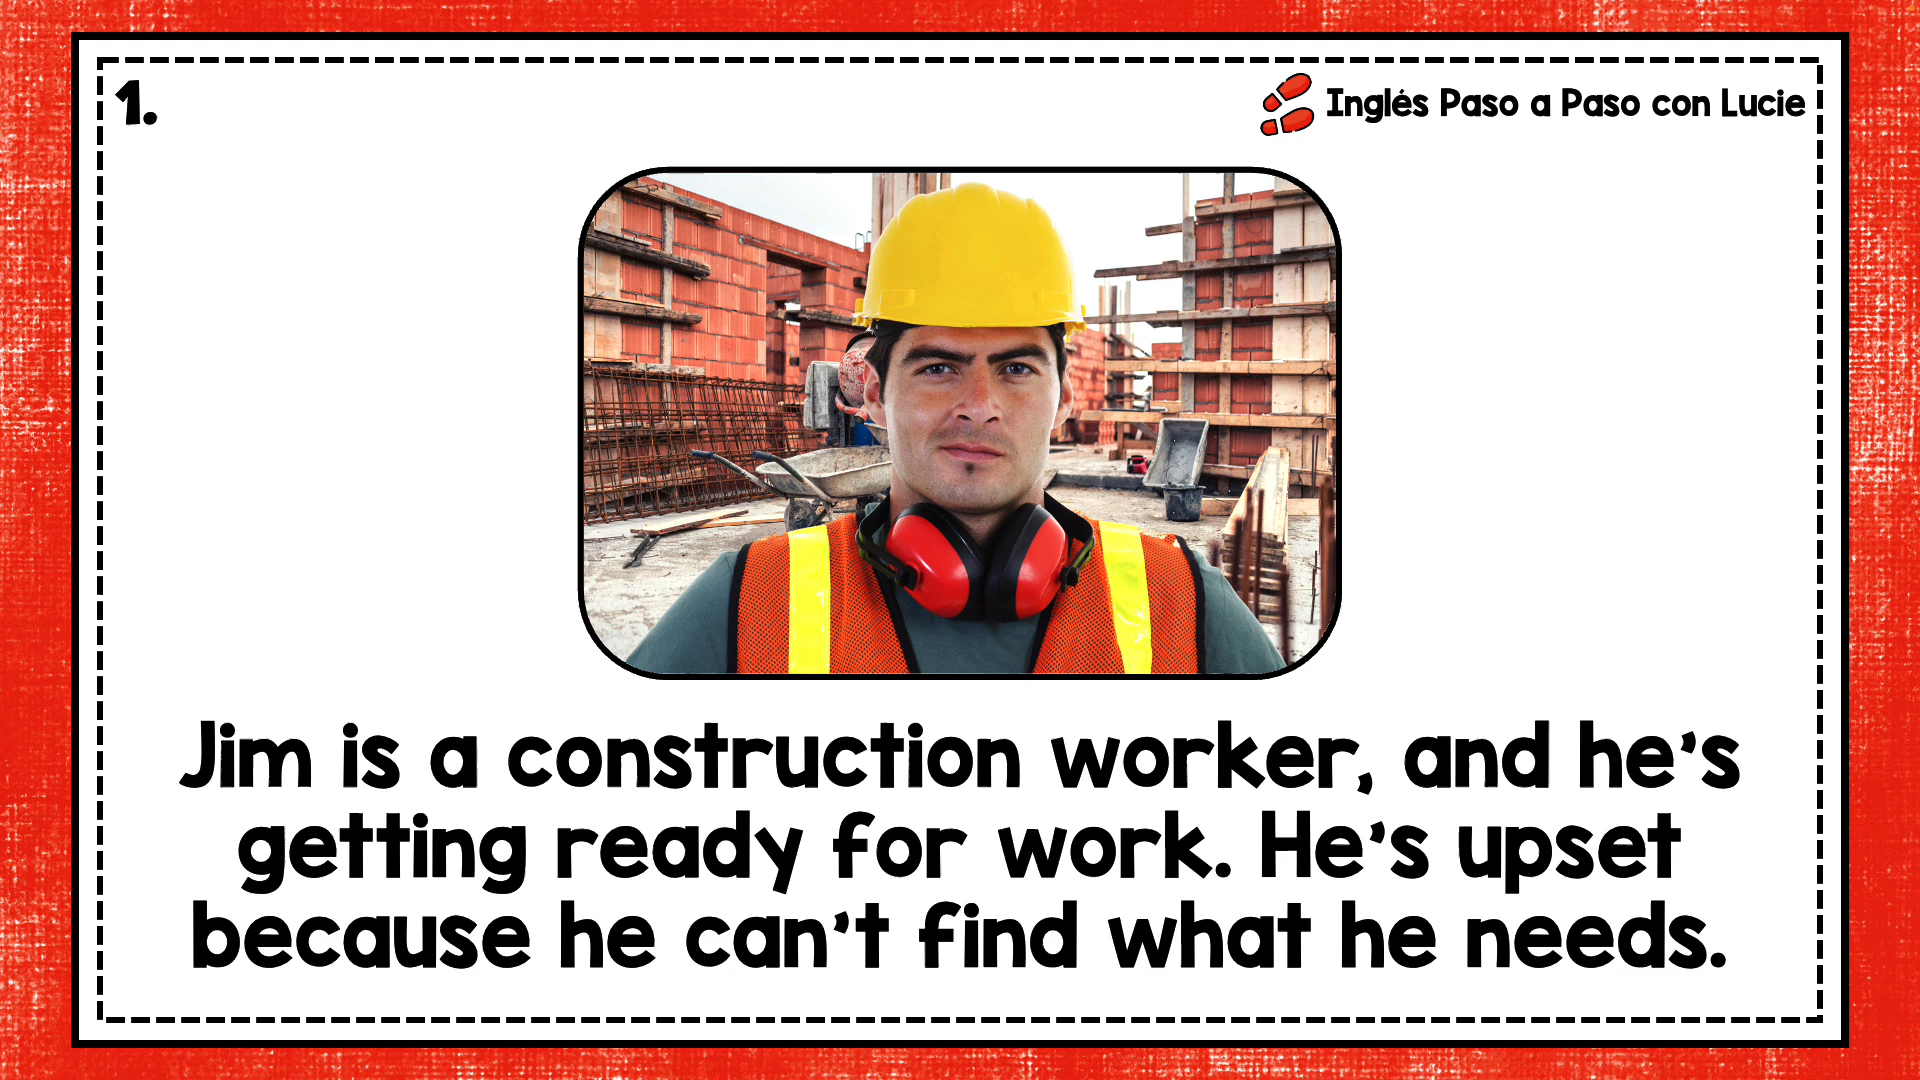 1.
Inglés Paso a Paso con Lucie
Jim is a construction worker, and he's
getting ready for work. He's upset
because he can't find what he needs.